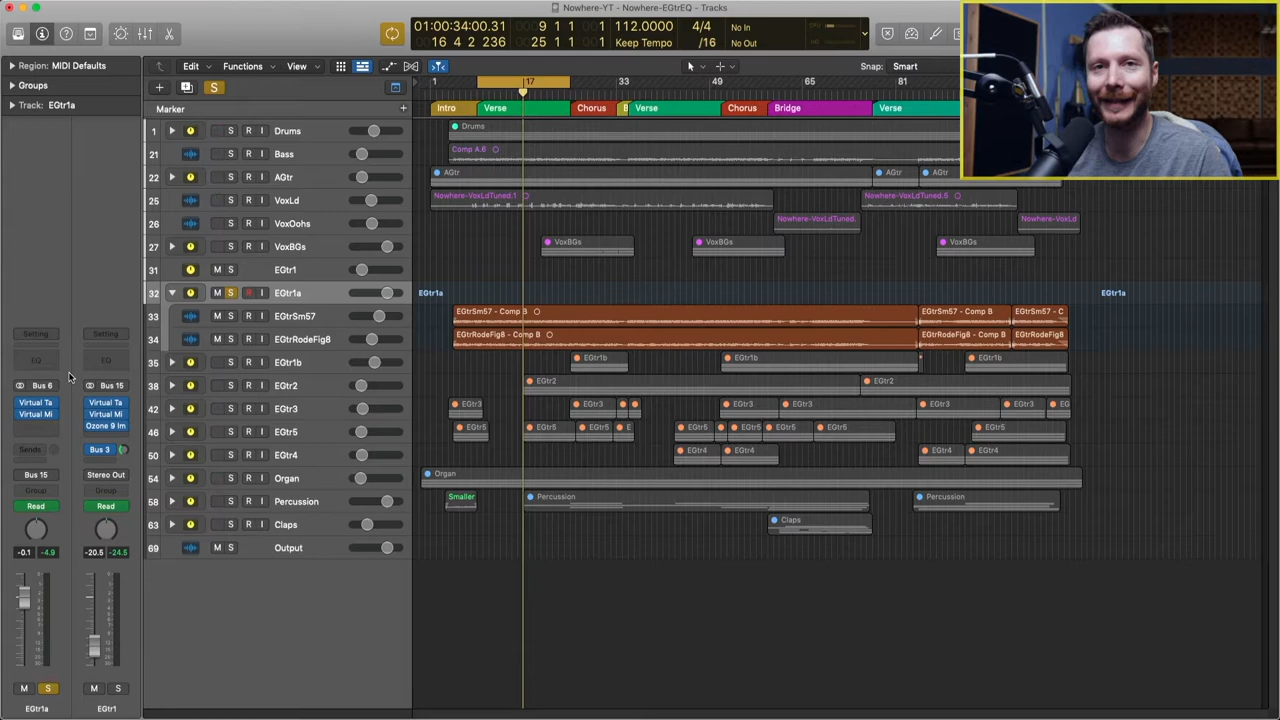 Nowhere-YT - Nowhere-EGtrEQ - Tracks
01:00:34:00.31
16 4 2 236
9 1 1 1
25 1 1 1
112.0000
Keep Tempo
4/4
/16
No In
No Out
Region: MIDI Defaults
Groups
Track: EGtr1a
Edit
Functions
View
Snap: Smart
S
1 17 33 49 65 81
Marker
Intro
Verse
Chorus
Verse
Chorus
Bridge
Verse
1 S R I Drums
21 S R I Bass
22 S R I AGtr
25 S R I VoxLd
26 S R I VoxOohs
27 S R I VoxBGs
31 M S EGtr1
32 M S R I EGtr1a
33 M S R I EGtrSm57
34 M S R I EGtrRodeFig8
35 S R I EGtr1b
38 S R I EGtr2
42 S R I EGtr3
46 S R I EGtr5
50 S R I EGtr4
54 S R I Organ
58 S R I Percussion
63 S R I Claps
69 M S Output
Drums
Comp A.6
AGtr AGtr AGtr
Nowhere-VoxLdTuned.1 Nowhere-VoxLdTuned.5
Nowhere-VoxLdTuned. Nowhere-VoxLd
VoxBGs VoxBGs VoxBGs
EGtr1a EGtr1a
EGtrSm57 - Comp B EGtrSm57 - Comp B EGtrSm57 - C
EGtrRodeFig8 - Comp B EGtrRodeFig8 - Comp B EGtrRodeFig8
EGtr1b EGtr1b EGtr1b
EGtr2 EGtr2
EGtr3 EGtr3 EGtr3 EGtr3 EGtr3 EGtr3 EG
EGtr5 EGtr5 EGtr5 E EGtr5 EGtr5 EGtr5 EGtr5 EGtr5
EGtr4 EGtr4 EGtr4 EGtr4
Organ
Smaller Percussion Percussion
Claps
Setting Setting
EQ EQ
Bus 6 Bus 15
Virtual Ta Virtual Ta
Virtual Mi Virtual Mi
Ozone 9 Im
Sends Bus 3
Bus 15 Stereo Out
Group Group
Read Read
-0.1 -4.9 -20.5 -24.5
M S M S
EGtr1a EGtr1